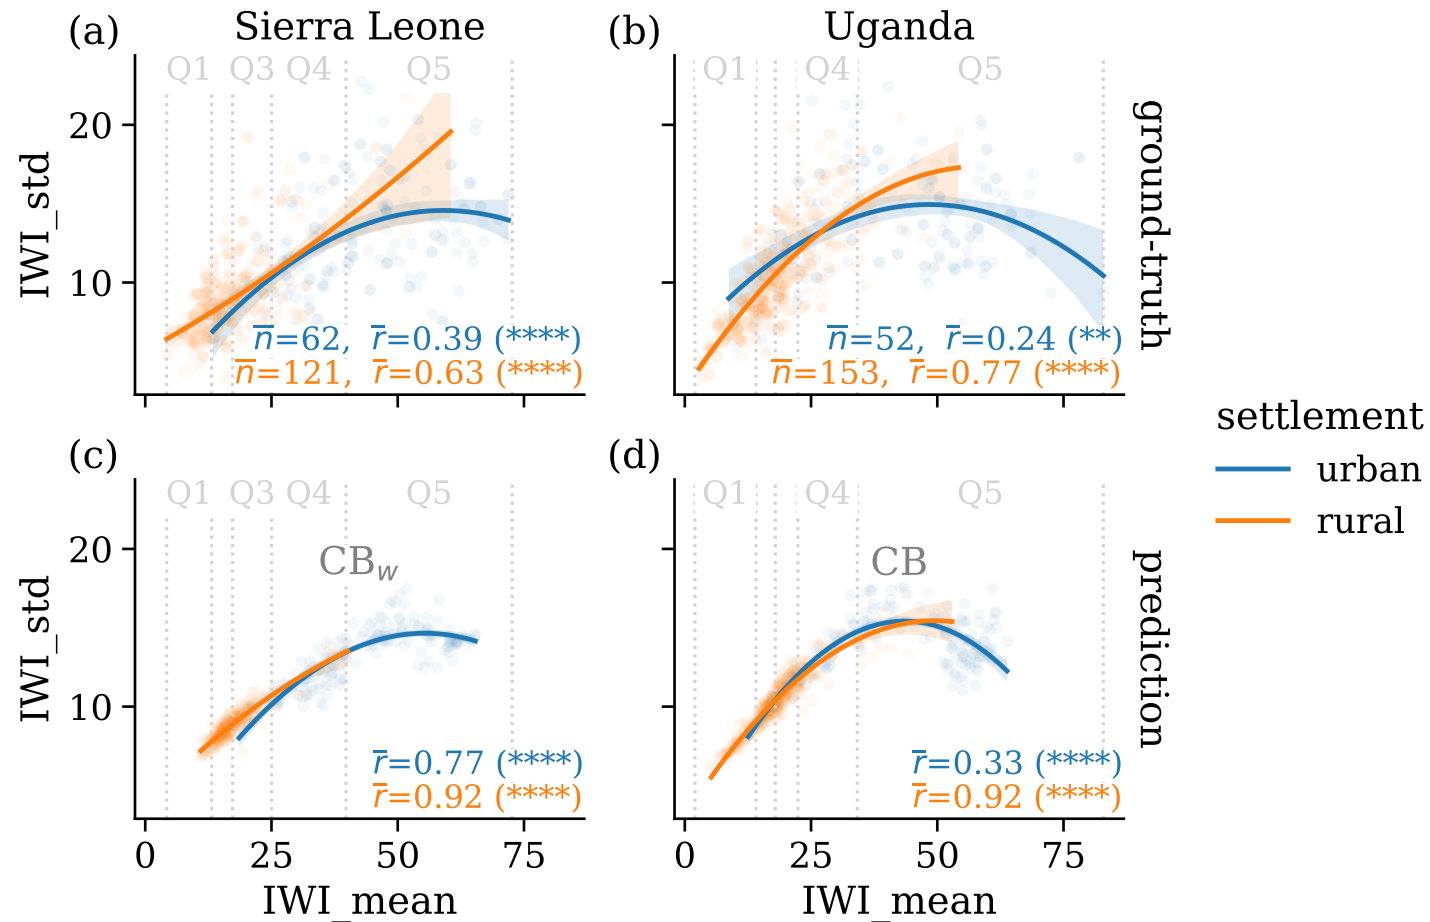 (a) Sierra Leone
(b) Uganda
Q1 Q3 Q4 Q5
Q1 Q4 Q5
20
10
IWI_std
ground-truth
n̅=62, r̅=0.39 (****)
n̅=121, r̅=0.63 (****)
n̅=52, r̅=0.24 (**)
n̅=153, r̅=0.77 (****)
settlement
urban
rural
(c)
(d)
Q1 Q3 Q4 Q5
Q1 Q4 Q5
CB_w
CB
20
10
IWI_std
prediction
r̅=0.77 (****)
r̅=0.92 (****)
r̅=0.33 (****)
r̅=0.92 (****)
0 25 50 75
0 25 50 75
IWI_mean
IWI_mean